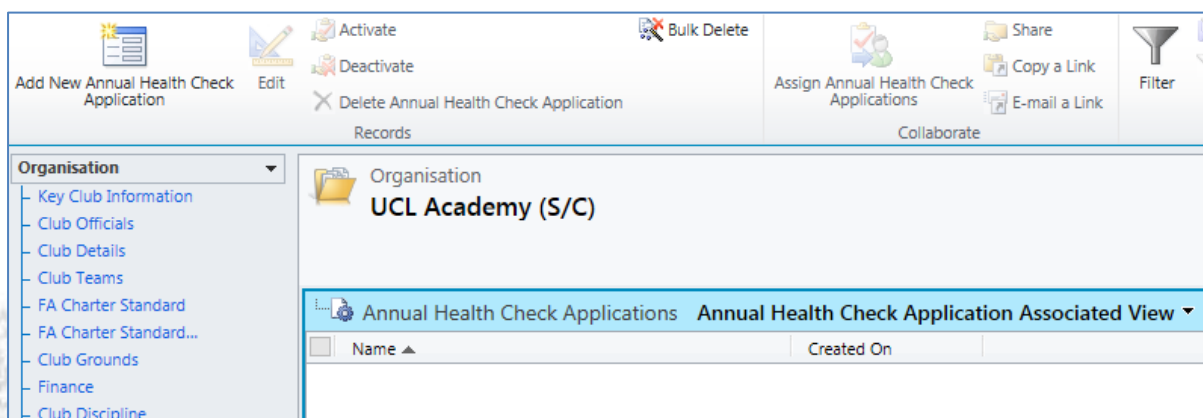 Add New Annual Health Check
Application
Edit
Activate
Deactivate
Delete Annual Health Check Application
Bulk Delete
Records
Assign Annual Health Check
Applications
Share
Copy a Link
E-mail a Link
Collaborate
Filter
Organisation
Key Club Information
Club Officials
Club Details
Club Teams
FA Charter Standard
FA Charter Standard...
Club Grounds
Finance
Club Discipline
Organisation
UCL Academy (S/C)
Annual Health Check Applications Annual Health Check Application Associated View
Name Created On